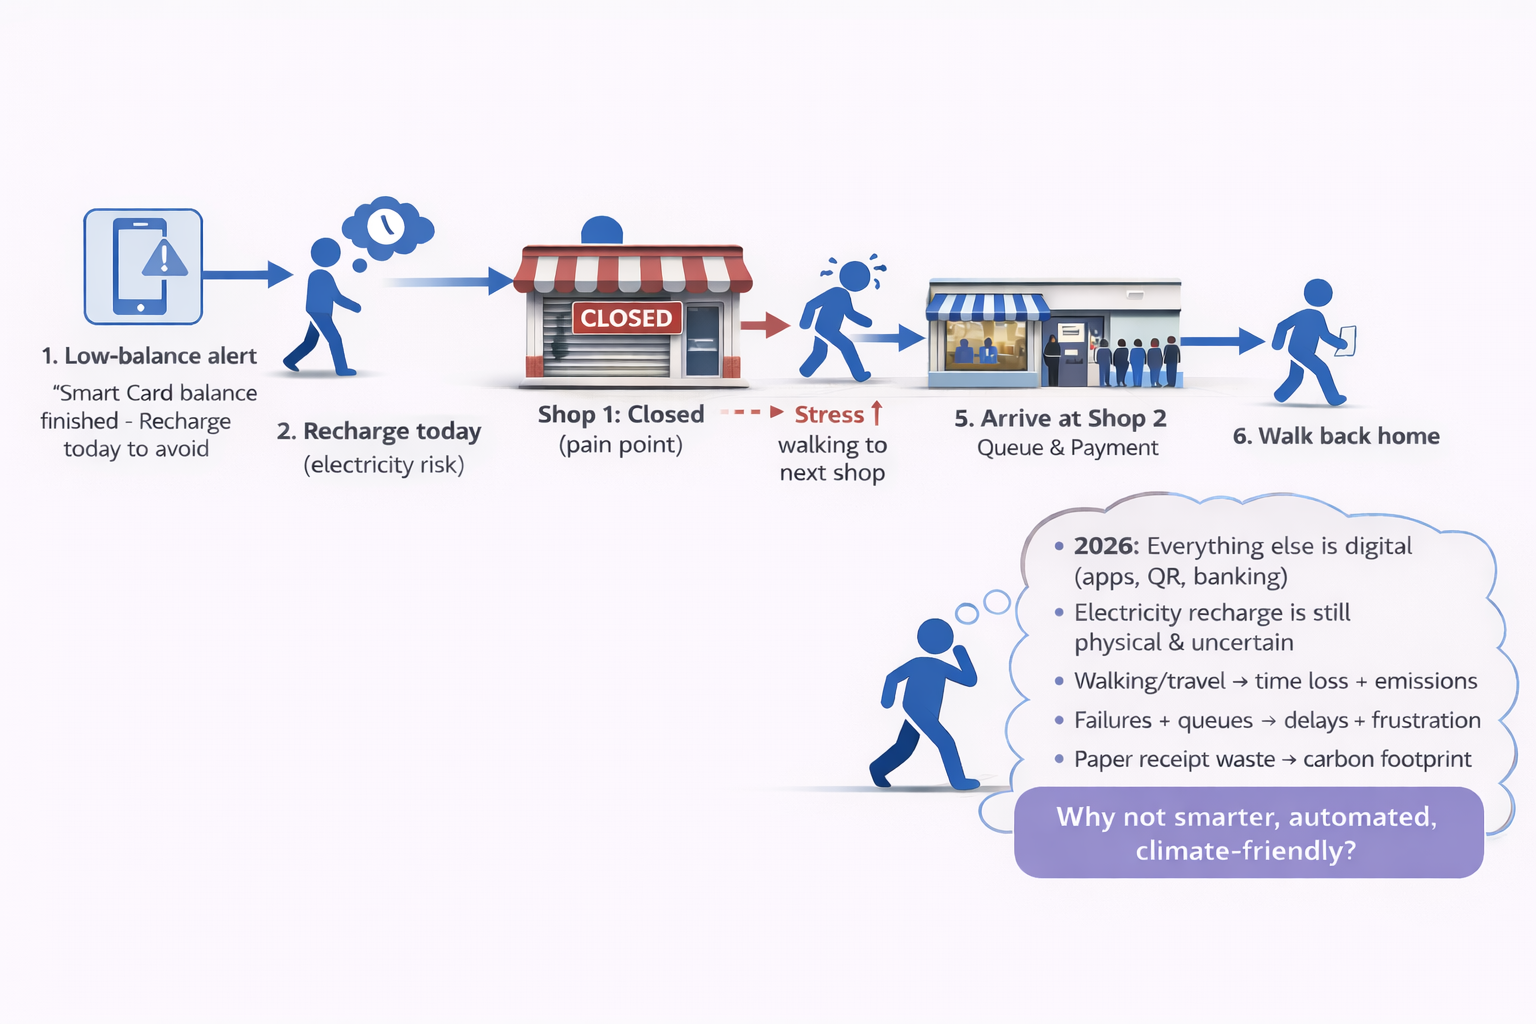 1. Low-balance alert
“Smart Card balance
finished - Recharge
today to avoid
2. Recharge today
(electricity risk)
CLOSED
Shop 1: Closed
(pain point)
Stress ↑
walking to
next shop
5. Arrive at Shop 2
Queue & Payment
6. Walk back home
• 2026: Everything else is digital
(apps, QR, banking)
• Electricity recharge is still
physical & uncertain
• Walking/travel → time loss + emissions
• Failures + queues → delays + frustration
• Paper receipt waste → carbon footprint
Why not smarter, automated,
climate-friendly?